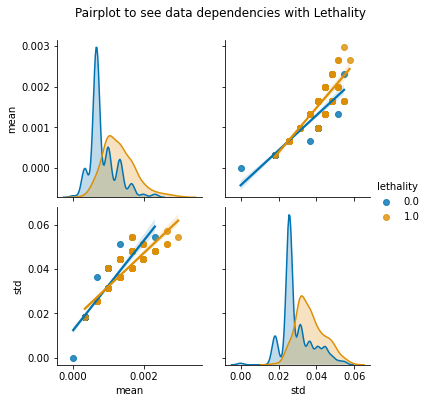 Pairplot to see data dependencies with Lethality
0.003
0.002
0.001
0.000
mean
lethality
0.0
1.0
0.06
0.04
0.02
0.00
std
0.000 0.002
mean
0.00 0.02 0.04 0.06
std